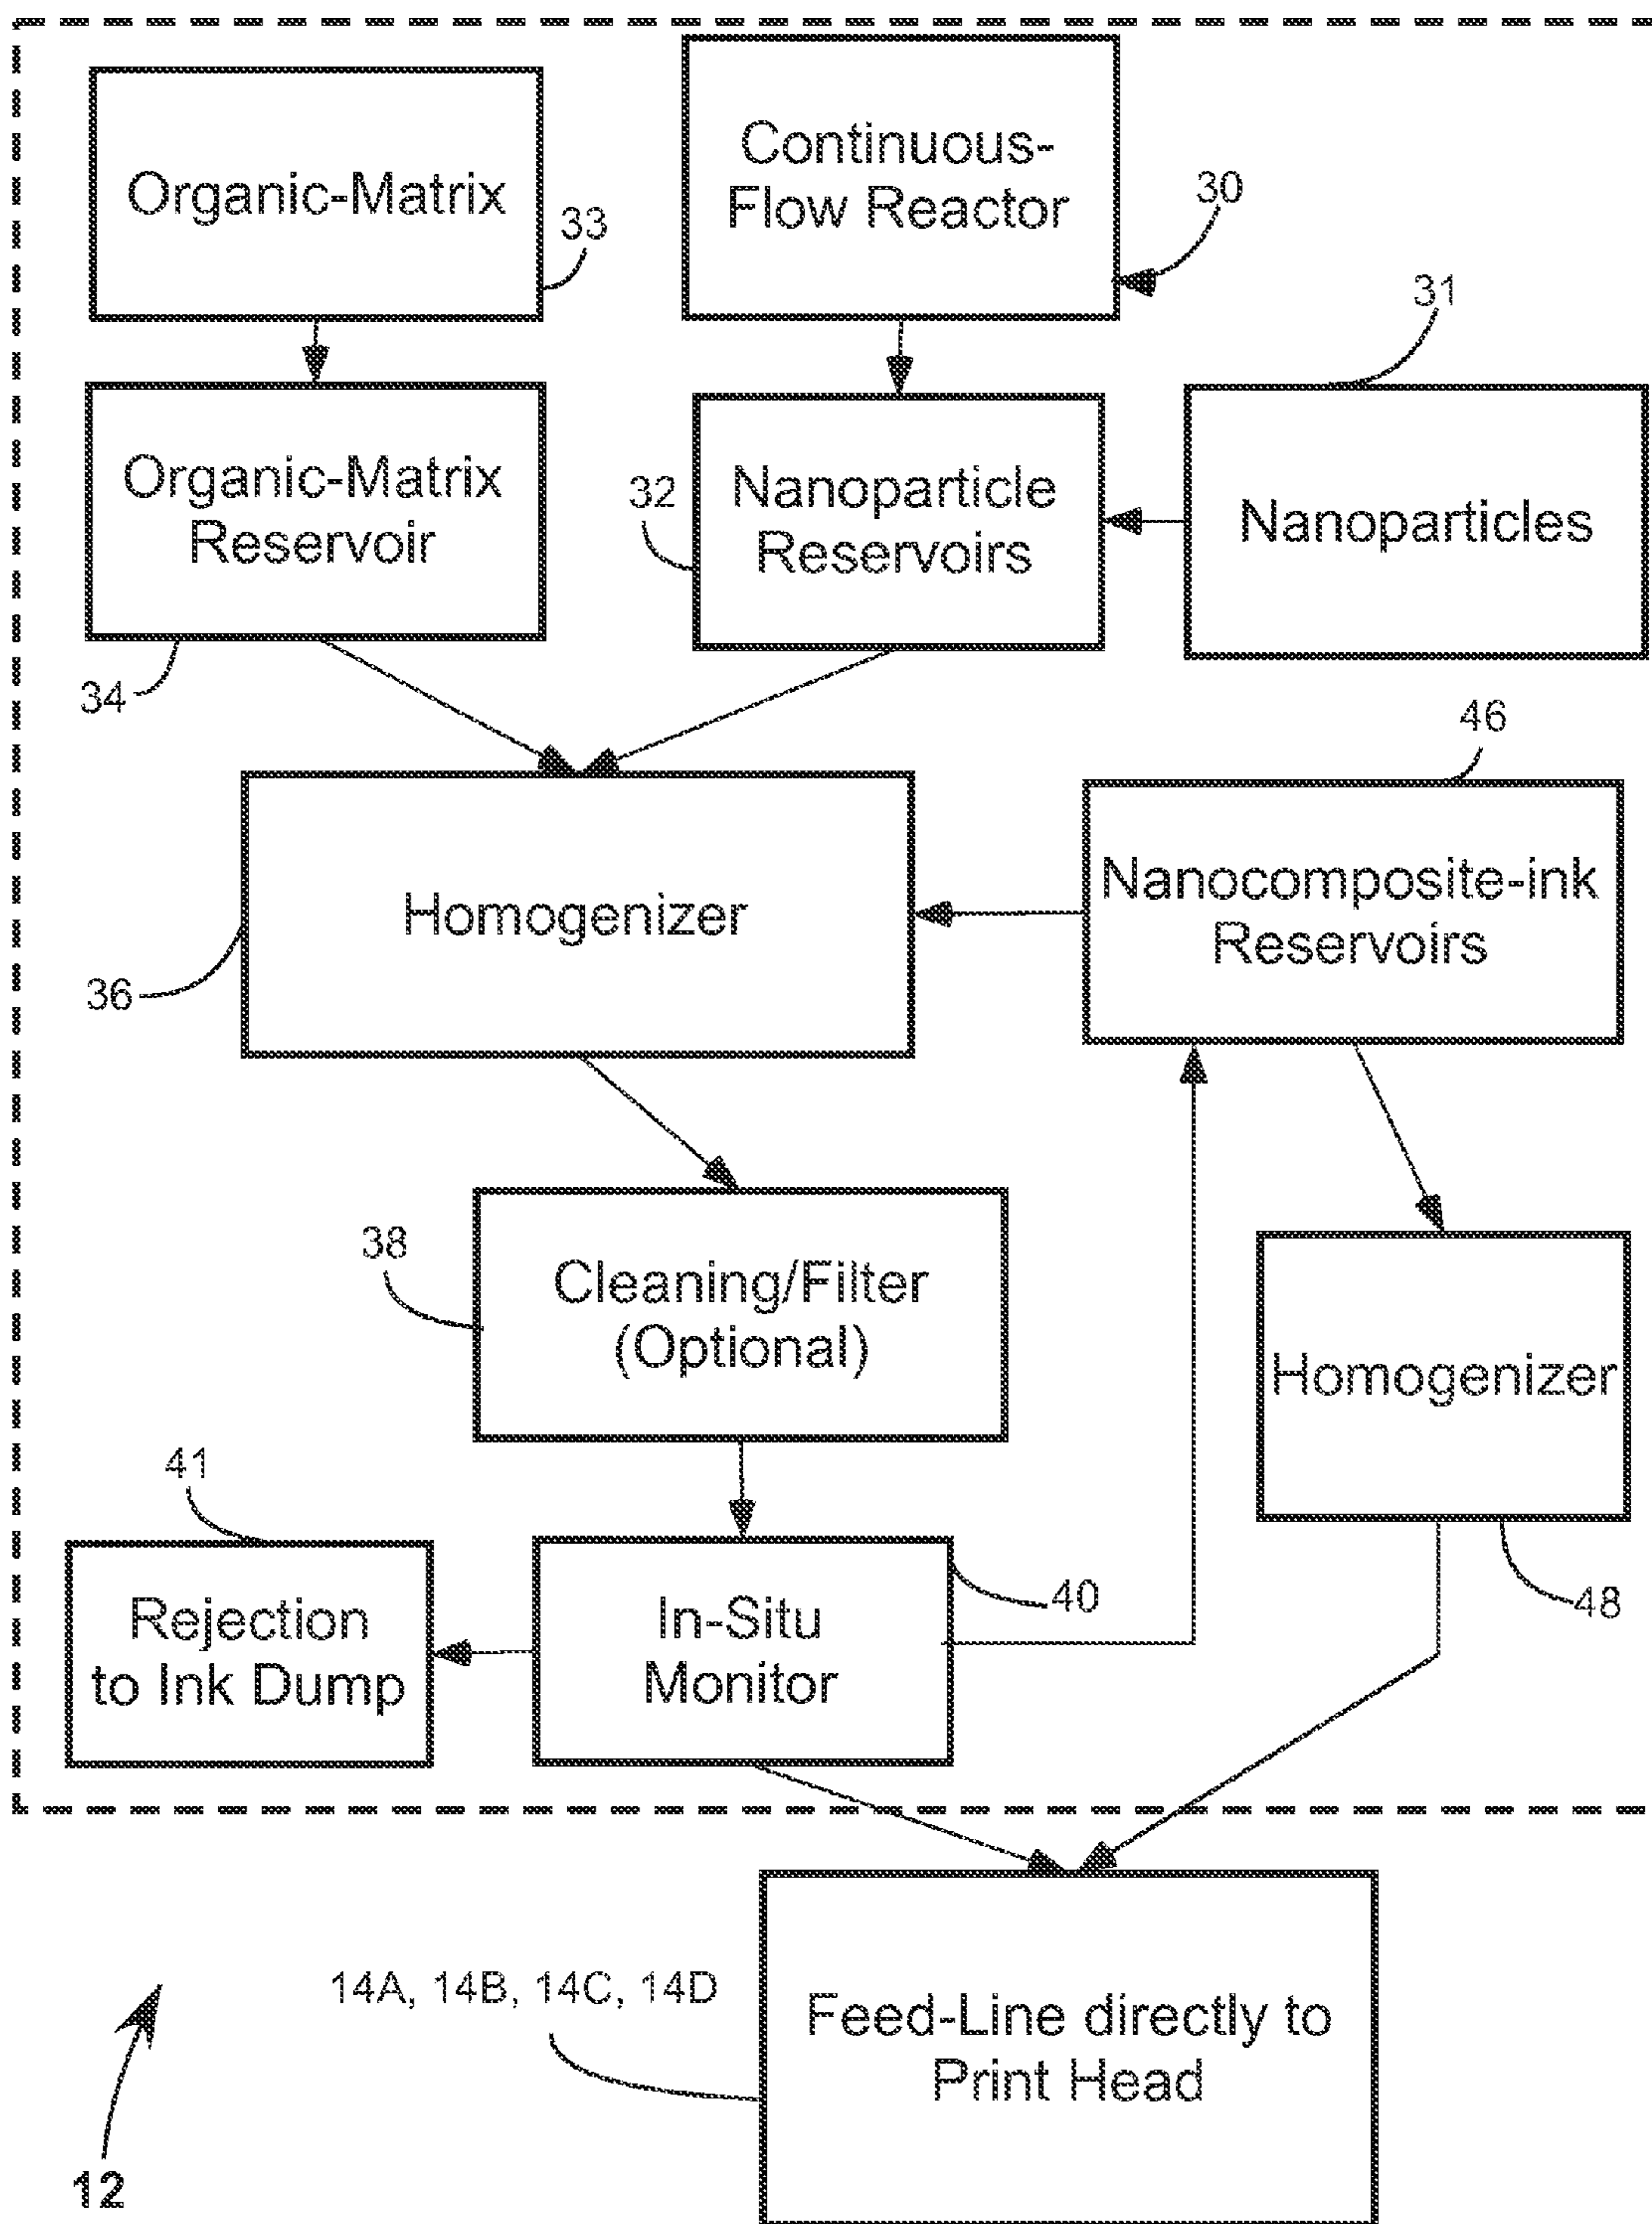 Organic-Matrix
33
Continuous-
Flow Reactor
30
31
Organic-Matrix
Reservoir
34
32
Nanoparticle
Reservoirs
Nanoparticles
46
Homogenizer
36
Nanocomposite-ink
Reservoirs
38
Cleaning/Filter
(Optional)
Homogenizer
48
41
Rejection
to Ink Dump
In-Situ
Monitor
40
14A, 14B, 14C, 14D
Feed-Line directly to
Print Head
12